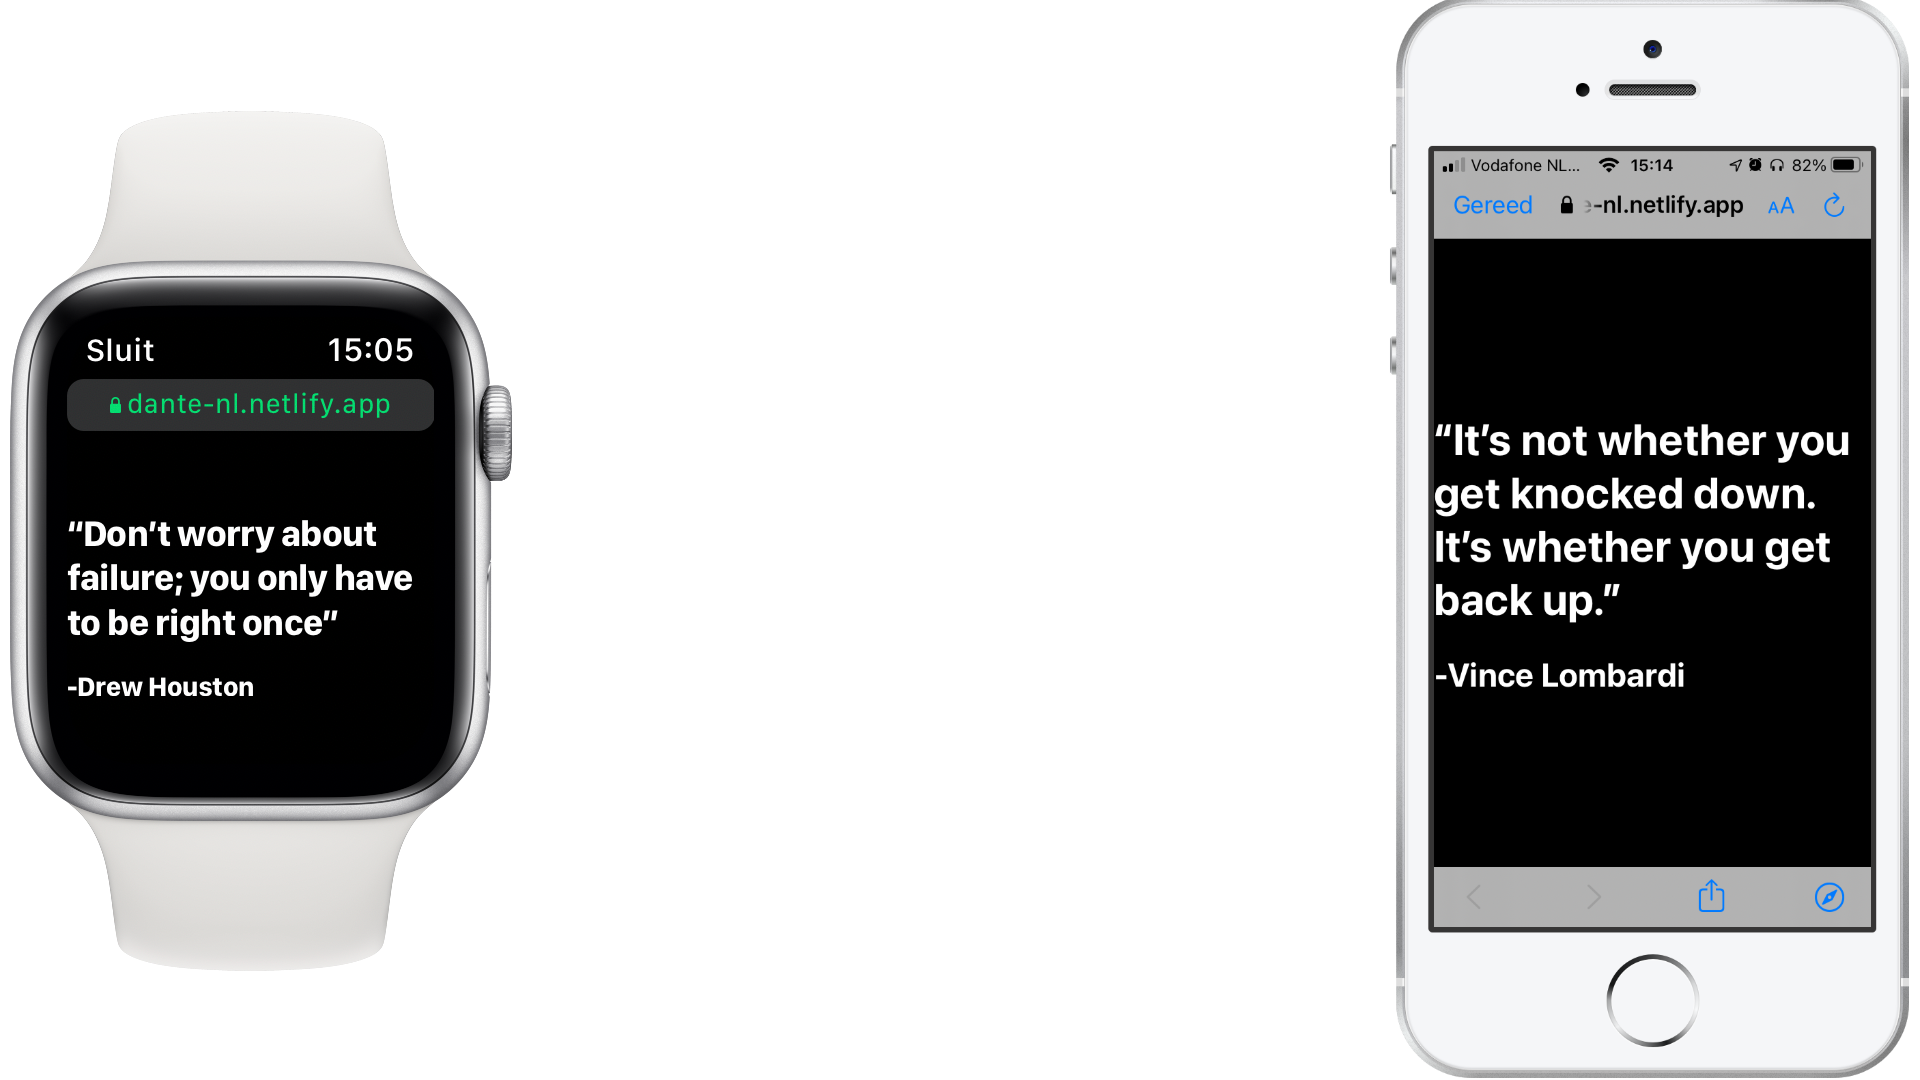 Sluit 15:05
dante-nl.netlify.app
“Don’t worry about
failure; you only have
to be right once”
-Drew Houston
Vodafone NL... 15:14 82%
Gereed e-nl.netlify.app AA
“It’s not whether you
get knocked down.
It’s whether you get
back up.”
-Vince Lombardi